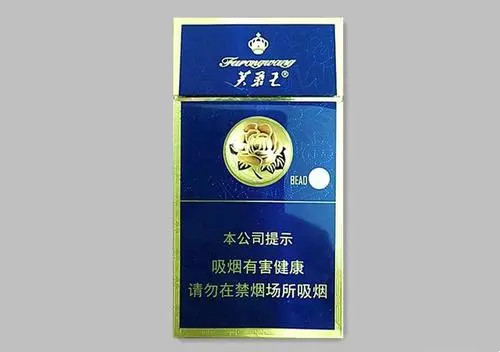 Furongwang
芙蓉王®
BEAD
本公司提示
吸烟有害健康
请勿在禁烟场所吸烟